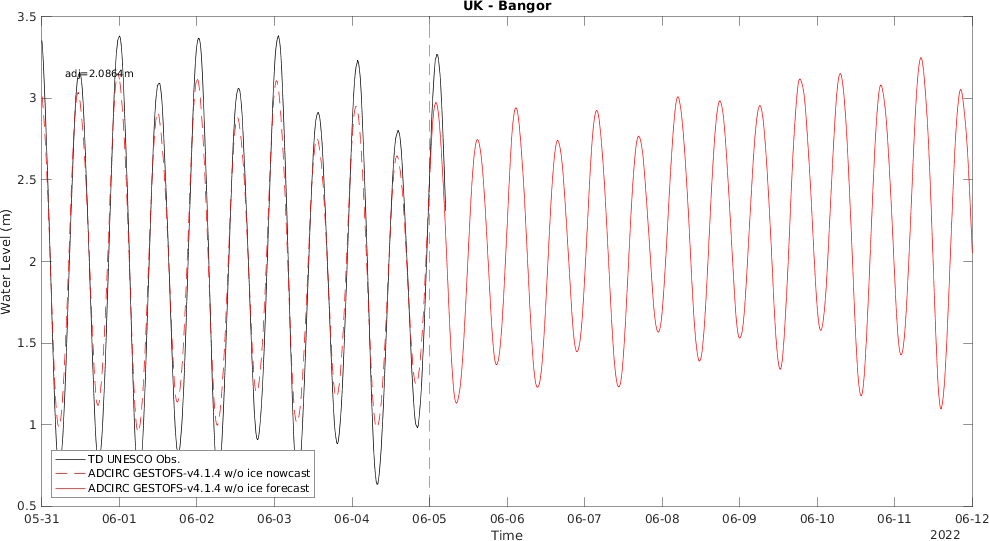 UK - Bangor
3.5
adj=2.0864m
3
2.5
Water Level (m)
2
1.5
1
TD UNESCO Obs.
ADCIRC GESTOFS-v4.1.4 w/o ice nowcast
ADCIRC GESTOFS-v4.1.4 w/o ice forecast
0.5
05-31 06-01 06-02 06-03 06-04 06-05 06-06 06-07 06-08 06-09 06-10 06-11 06-12
Time
2022